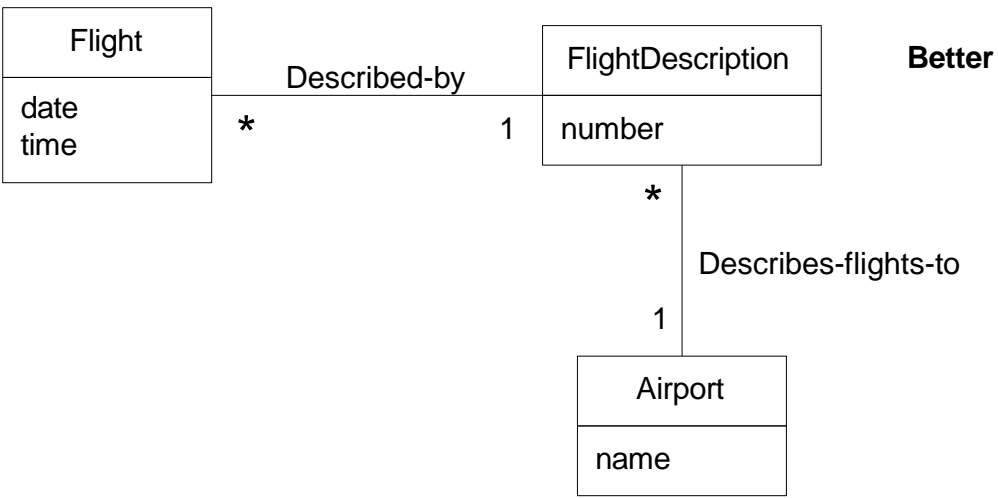 Flight
date
time
Described-by
*
1
FlightDescription
number
Better
*
Describes-flights-to
1
Airport
name